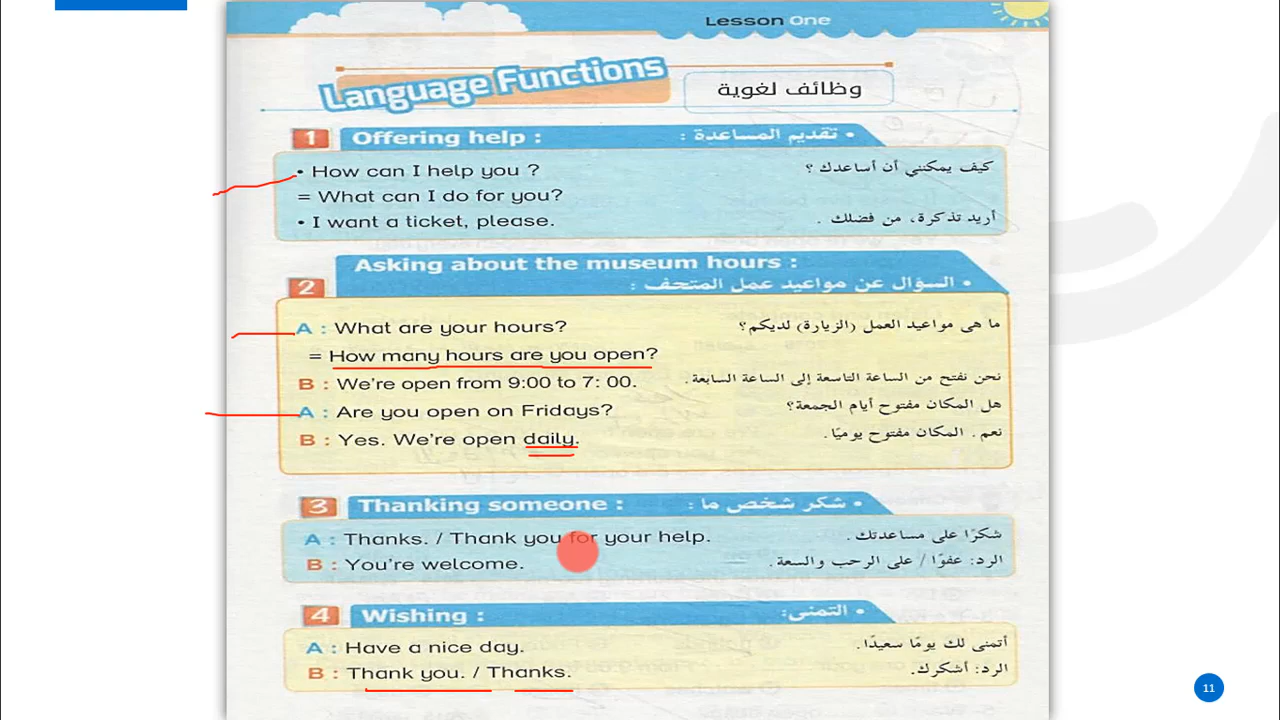 Lesson One
Language Functions
وظائف لغوية
1 Offering help : • تقديم المساعدة :
• How can I help you ? كيف يمكنني أن أساعدك ؟
= What can I do for you?
• I want a ticket, please. أريد تذكرة، من فضلك .
Asking about the museum hours :
2 • السؤال عن مواعيد عمل المتحف :
A : What are your hours? ما هى مواعيد العمل (الزيارة) لديكم؟
= How many hours are you open?
B : We're open from 9:00 to 7: 00. نحن نفتح من الساعة التاسعة إلى الساعة السابعة.
A : Are you open on Fridays? هل المكان مفتوح أيام الجمعة؟
B : Yes. We're open daily. نعم . المكان مفتوح يوميًا.
3 Thanking someone : • شكر شخص ما :
A : Thanks. / Thank you for your help. شكرًا على مساعدتك .
B : You're welcome. الرد: عفوًا / على الرحب والسعة .
4 Wishing : • التمنى:
A : Have a nice day. أتمنى لك يومًا سعيدًا.
B : Thank you. / Thanks. الرد: أشكرك.
11